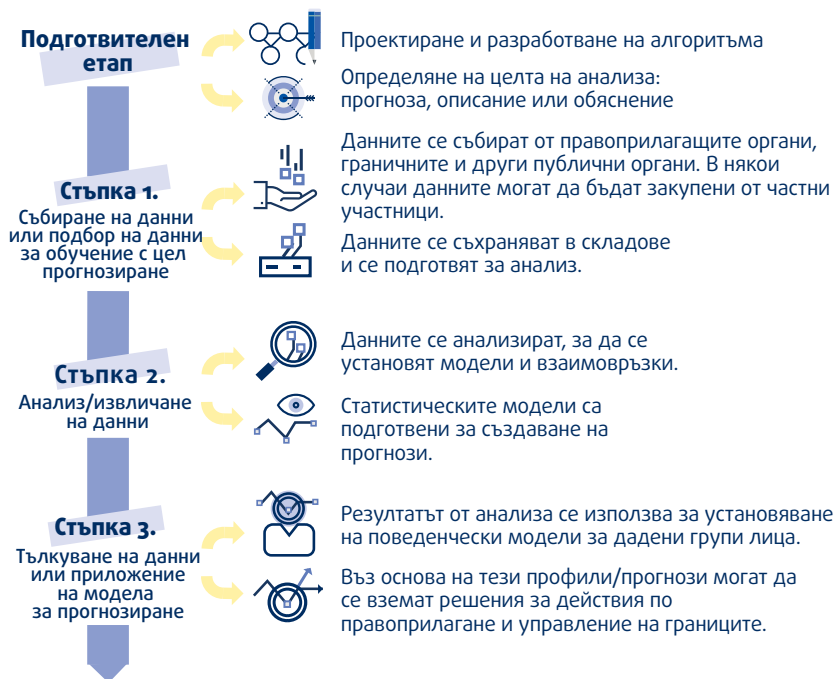 Подготвителен
етап
Проектиране и разработване на алгоритъма
Определяне на целта на анализа:
прогноза, описание или обяснение
Стъпка 1.
Събиране на данни
или подбор на данни
за обучение с цел
прогнозиране
Данните се събират от правоприлагащите органи,
граничните и други публични органи. В някои
случаи данните могат да бъдат закупени от частни
участници.
Данните се съхраняват в складове
и се подготвят за анализ.
Стъпка 2.
Анализ/извличане
на данни
Данните се анализират, за да се
установят модели и взаимовръзки.
Статистическите модели са
подготвени за създаване на
прогнози.
Стъпка 3.
Тълкуване на данни
или приложение
на модела
за прогнозиране
Резултатът от анализа се използва за установяване
на поведенчески модели за дадени групи лица.
Въз основа на тези профили/прогнози могат да
се вземат решения за действия по
правоприлагане и управление на границите.